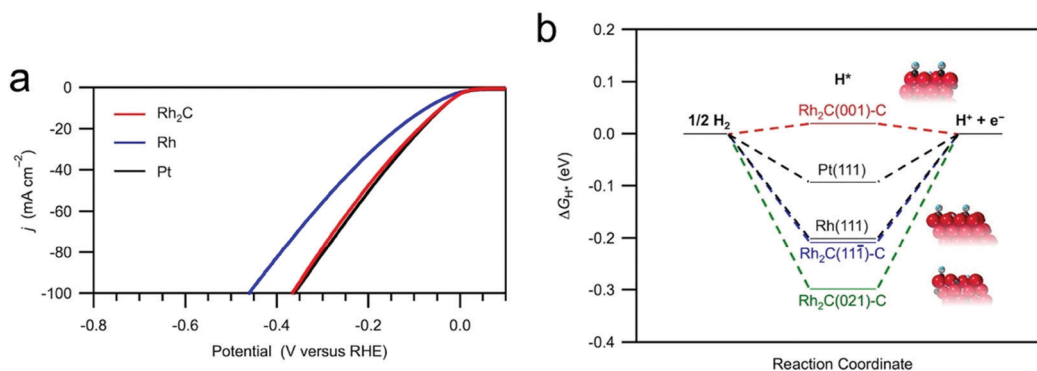 a
0
-20
-40
-60
-80
-100
j (mA cm⁻²)
Rh₂C
Rh
Pt
-0.8
-0.6
-0.4
-0.2
0.0
Potential (V versus RHE)
b
0.2
0.1
0.0
-0.1
-0.2
-0.3
-0.4
ΔG_H* (eV)
H*
1/2 H₂
Rh₂C(001)-C
H⁺ + e⁻
Pt(111)
Rh(111)
Rh₂C(111̅)-C
Rh₂C(021)-C
Reaction Coordinate